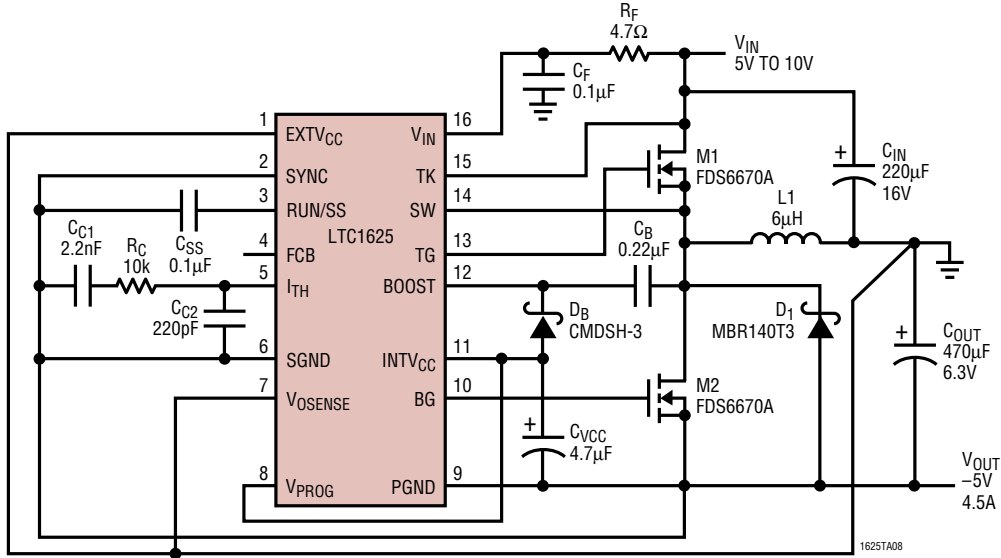 RF
4.7Ω
VIN
5V TO 10V
CF
0.1µF
1
EXTVCC
VIN
16
2
SYNC
TK
15
M1
FDS6670A
CIN
220µF
16V
+
3
RUN/SS
SW
14
LTC1625
L1
6µH
CC1
2.2nF
RC
10k
CSS
0.1µF
4
FCB
TG
13
CB
0.22µF
5
ITH
BOOST
12
CC2
220pF
DB
CMDSH-3
D1
MBR140T3
+
COUT
470µF
6.3V
6
SGND
INTVCC
11
7
VOSENSE
BG
10
M2
FDS6670A
+
CVCC
4.7µF
8
VPROG
PGND
9
VOUT
–5V
4.5A
1625TA08